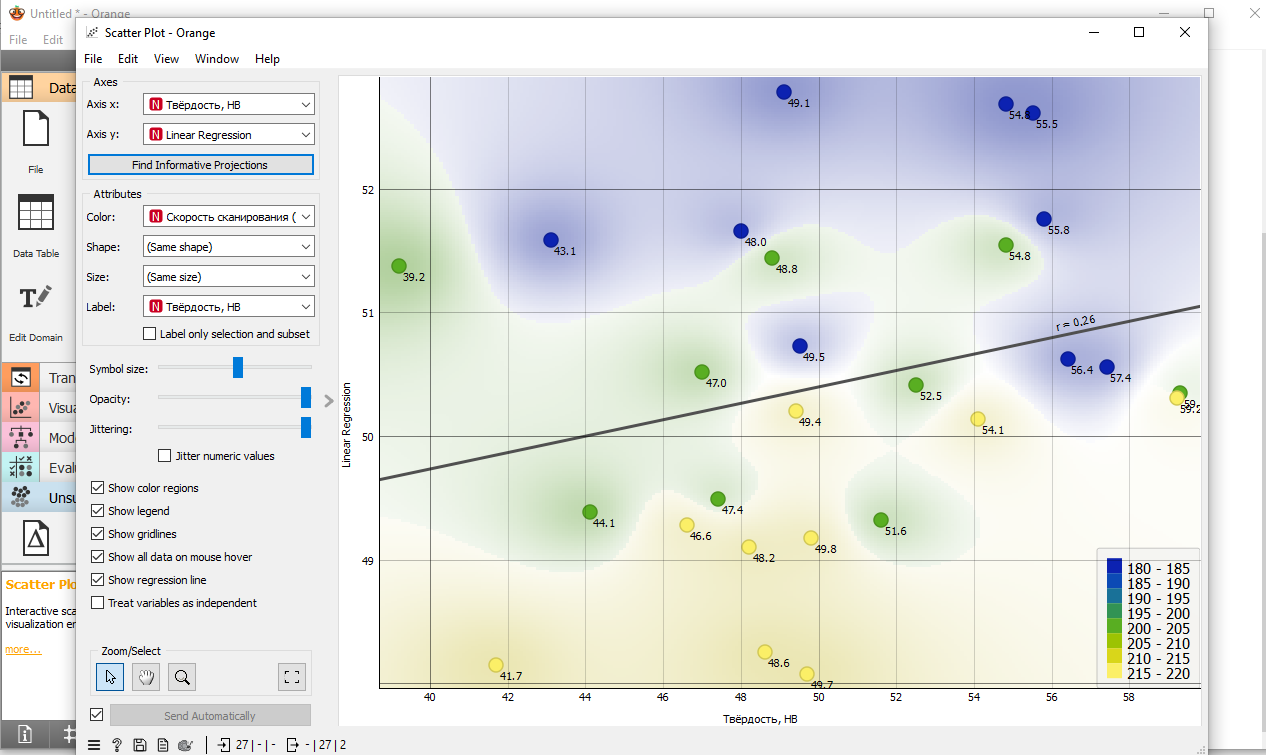 Untitled * - Orange
File Edit
Scatter Plot - Orange
File Edit View Window Help
Data
File
Data Table
Edit Domain
Tran
Visua
Mod
Evalu
Unsu
Scatter Plo
Interactive sca
visualization en
more...
Axes
Axis x: N Твёрдость, HB
Axis y: N Linear Regression
Find Informative Projections
Attributes
Color: N Скорость сканирования (
Shape: (Same shape)
Size: (Same size)
Label: N Твёрдость, HB
Label only selection and subset
Symbol size:
Opacity:
Jittering:
Jitter numeric values
Show color regions
Show legend
Show gridlines
Show all data on mouse hover
Show regression line
Treat variables as independent
Zoom/Select
Send Automatically
27 | - | - - | 27 | 2
Linear Regression
52
51
50
49
49.1
54.8
55.5
55.8
43.1
48.0
48.8
54.8
39.2
r = 0.26
49.5
56.4
57.4
47.0
52.5
59.2
49.4
54.1
44.1
47.4
51.6
46.6
48.2
49.8
48.6
41.7
49.7
180 - 185
185 - 190
190 - 195
195 - 200
200 - 205
205 - 210
210 - 215
215 - 220
40 42 44 46 48 50 52 54 56 58
Твёрдость, HB